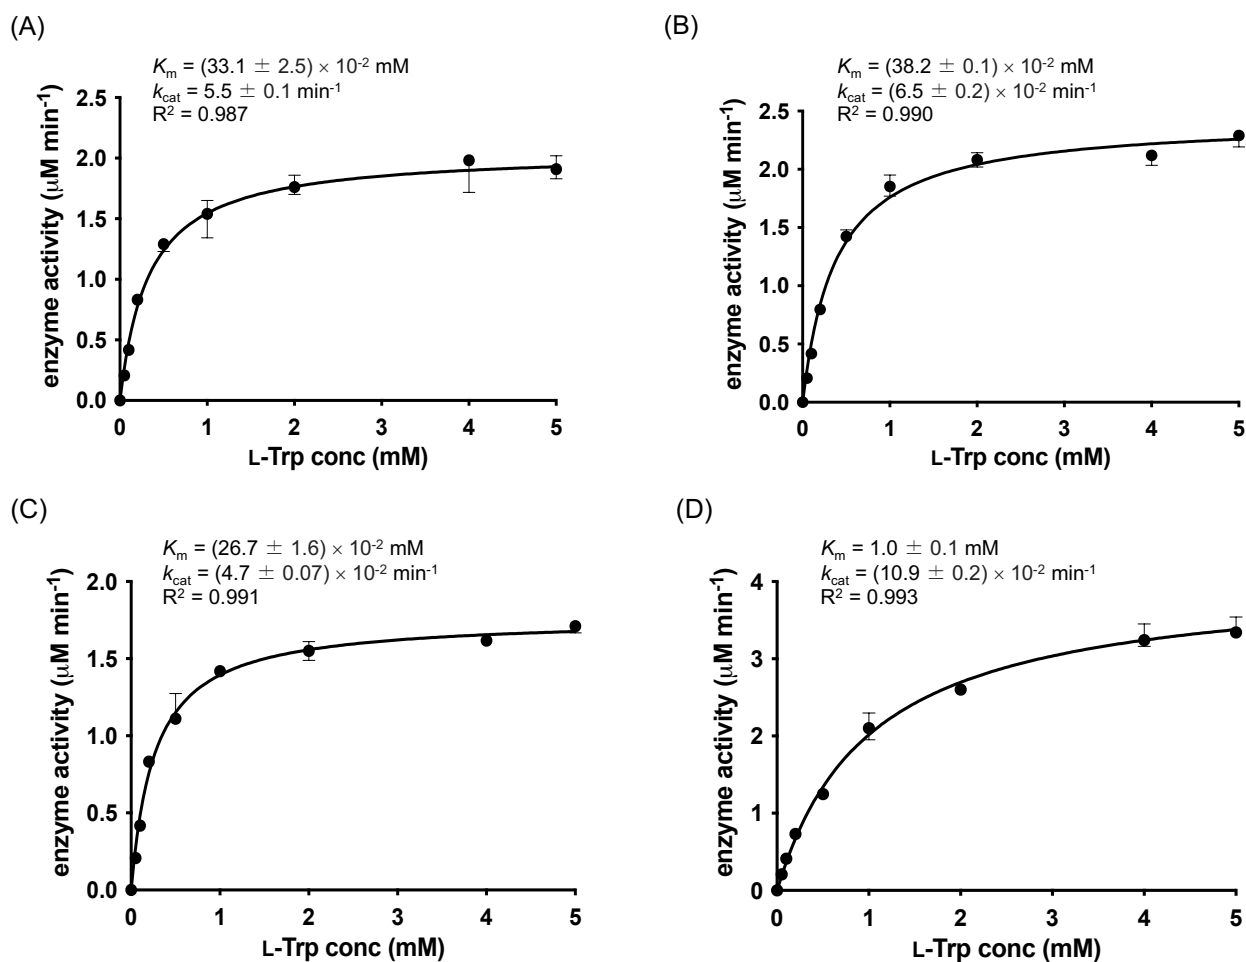 (A)
K_m = (33.1 ± 2.5) × 10⁻² mM
k_cat = 5.5 ± 0.1 min⁻¹
R² = 0.987
enzyme activity (μM min⁻¹)
2.5
2.0
1.5
1.0
0.5
0.0
0 1 2 3 4 5
L-Trp conc (mM)
(B)
K_m = (38.2 ± 0.1) × 10⁻² mM
k_cat = (6.5 ± 0.2) × 10⁻² min⁻¹
R² = 0.990
enzyme activity (μM min⁻¹)
2.5
2.0
1.5
1.0
0.5
0.0
0 1 2 3 4 5
L-Trp conc (mM)
(C)
K_m = (26.7 ± 1.6) × 10⁻² mM
k_cat = (4.7 ± 0.07) × 10⁻² min⁻¹
R² = 0.991
enzyme activity (μM min⁻¹)
2.0
1.5
1.0
0.5
0.0
0 1 2 3 4 5
L-Trp conc (mM)
(D)
K_m = 1.0 ± 0.1 mM
k_cat = (10.9 ± 0.2) × 10⁻² min⁻¹
R² = 0.993
enzyme activity (μM min⁻¹)
4
3
2
1
0
0 1 2 3 4 5
L-Trp conc (mM)